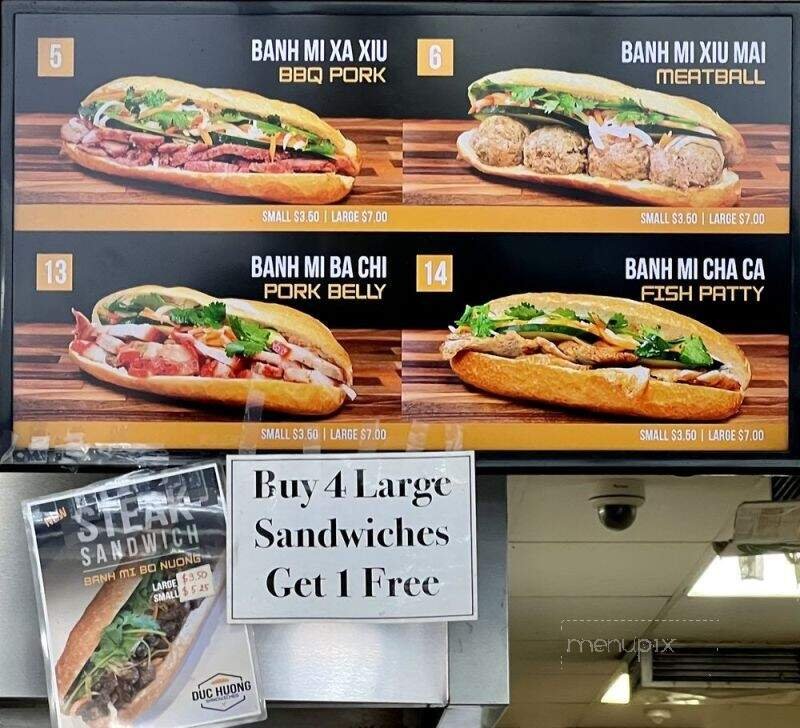 5
BANH MI XA XIU
BBQ PORK
SMALL $3.50 | LARGE $7.00
6
BANH MI XIU MAI
MEATBALL
SMALL $3.50 | LARGE $7.00
13
BANH MI BA CHI
PORK BELLY
SMALL $3.50 | LARGE $7.00
14
BANH MI CHA CA
FISH PATTY
SMALL $3.50 | LARGE $7.00
NEW
STEAK
SANDWICH
BANH MI BO NUONG
LARGE
SMALL $5.25
DUC HUONG
SANDWICHES
Buy 4 Large
Sandwiches
Get 1 Free
menupix